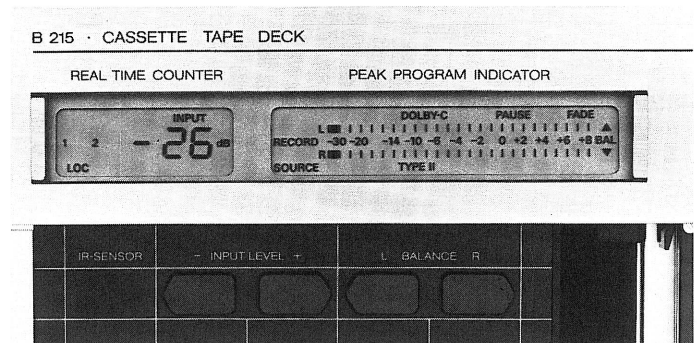 B 215 · CASSETTE TAPE DECK
REAL TIME COUNTER PEAK PROGRAM INDICATOR
INPUT
1 2 -26 dB
LOC
DOLBY·C PAUSE FADE
L
RECORD -30 -20 -14 -10 -6 -4 -2 0 +2 +4 +6 +8 BAL
R
SOURCE TYPE II
IR-SENSOR - INPUT LEVEL + L BALANCE R